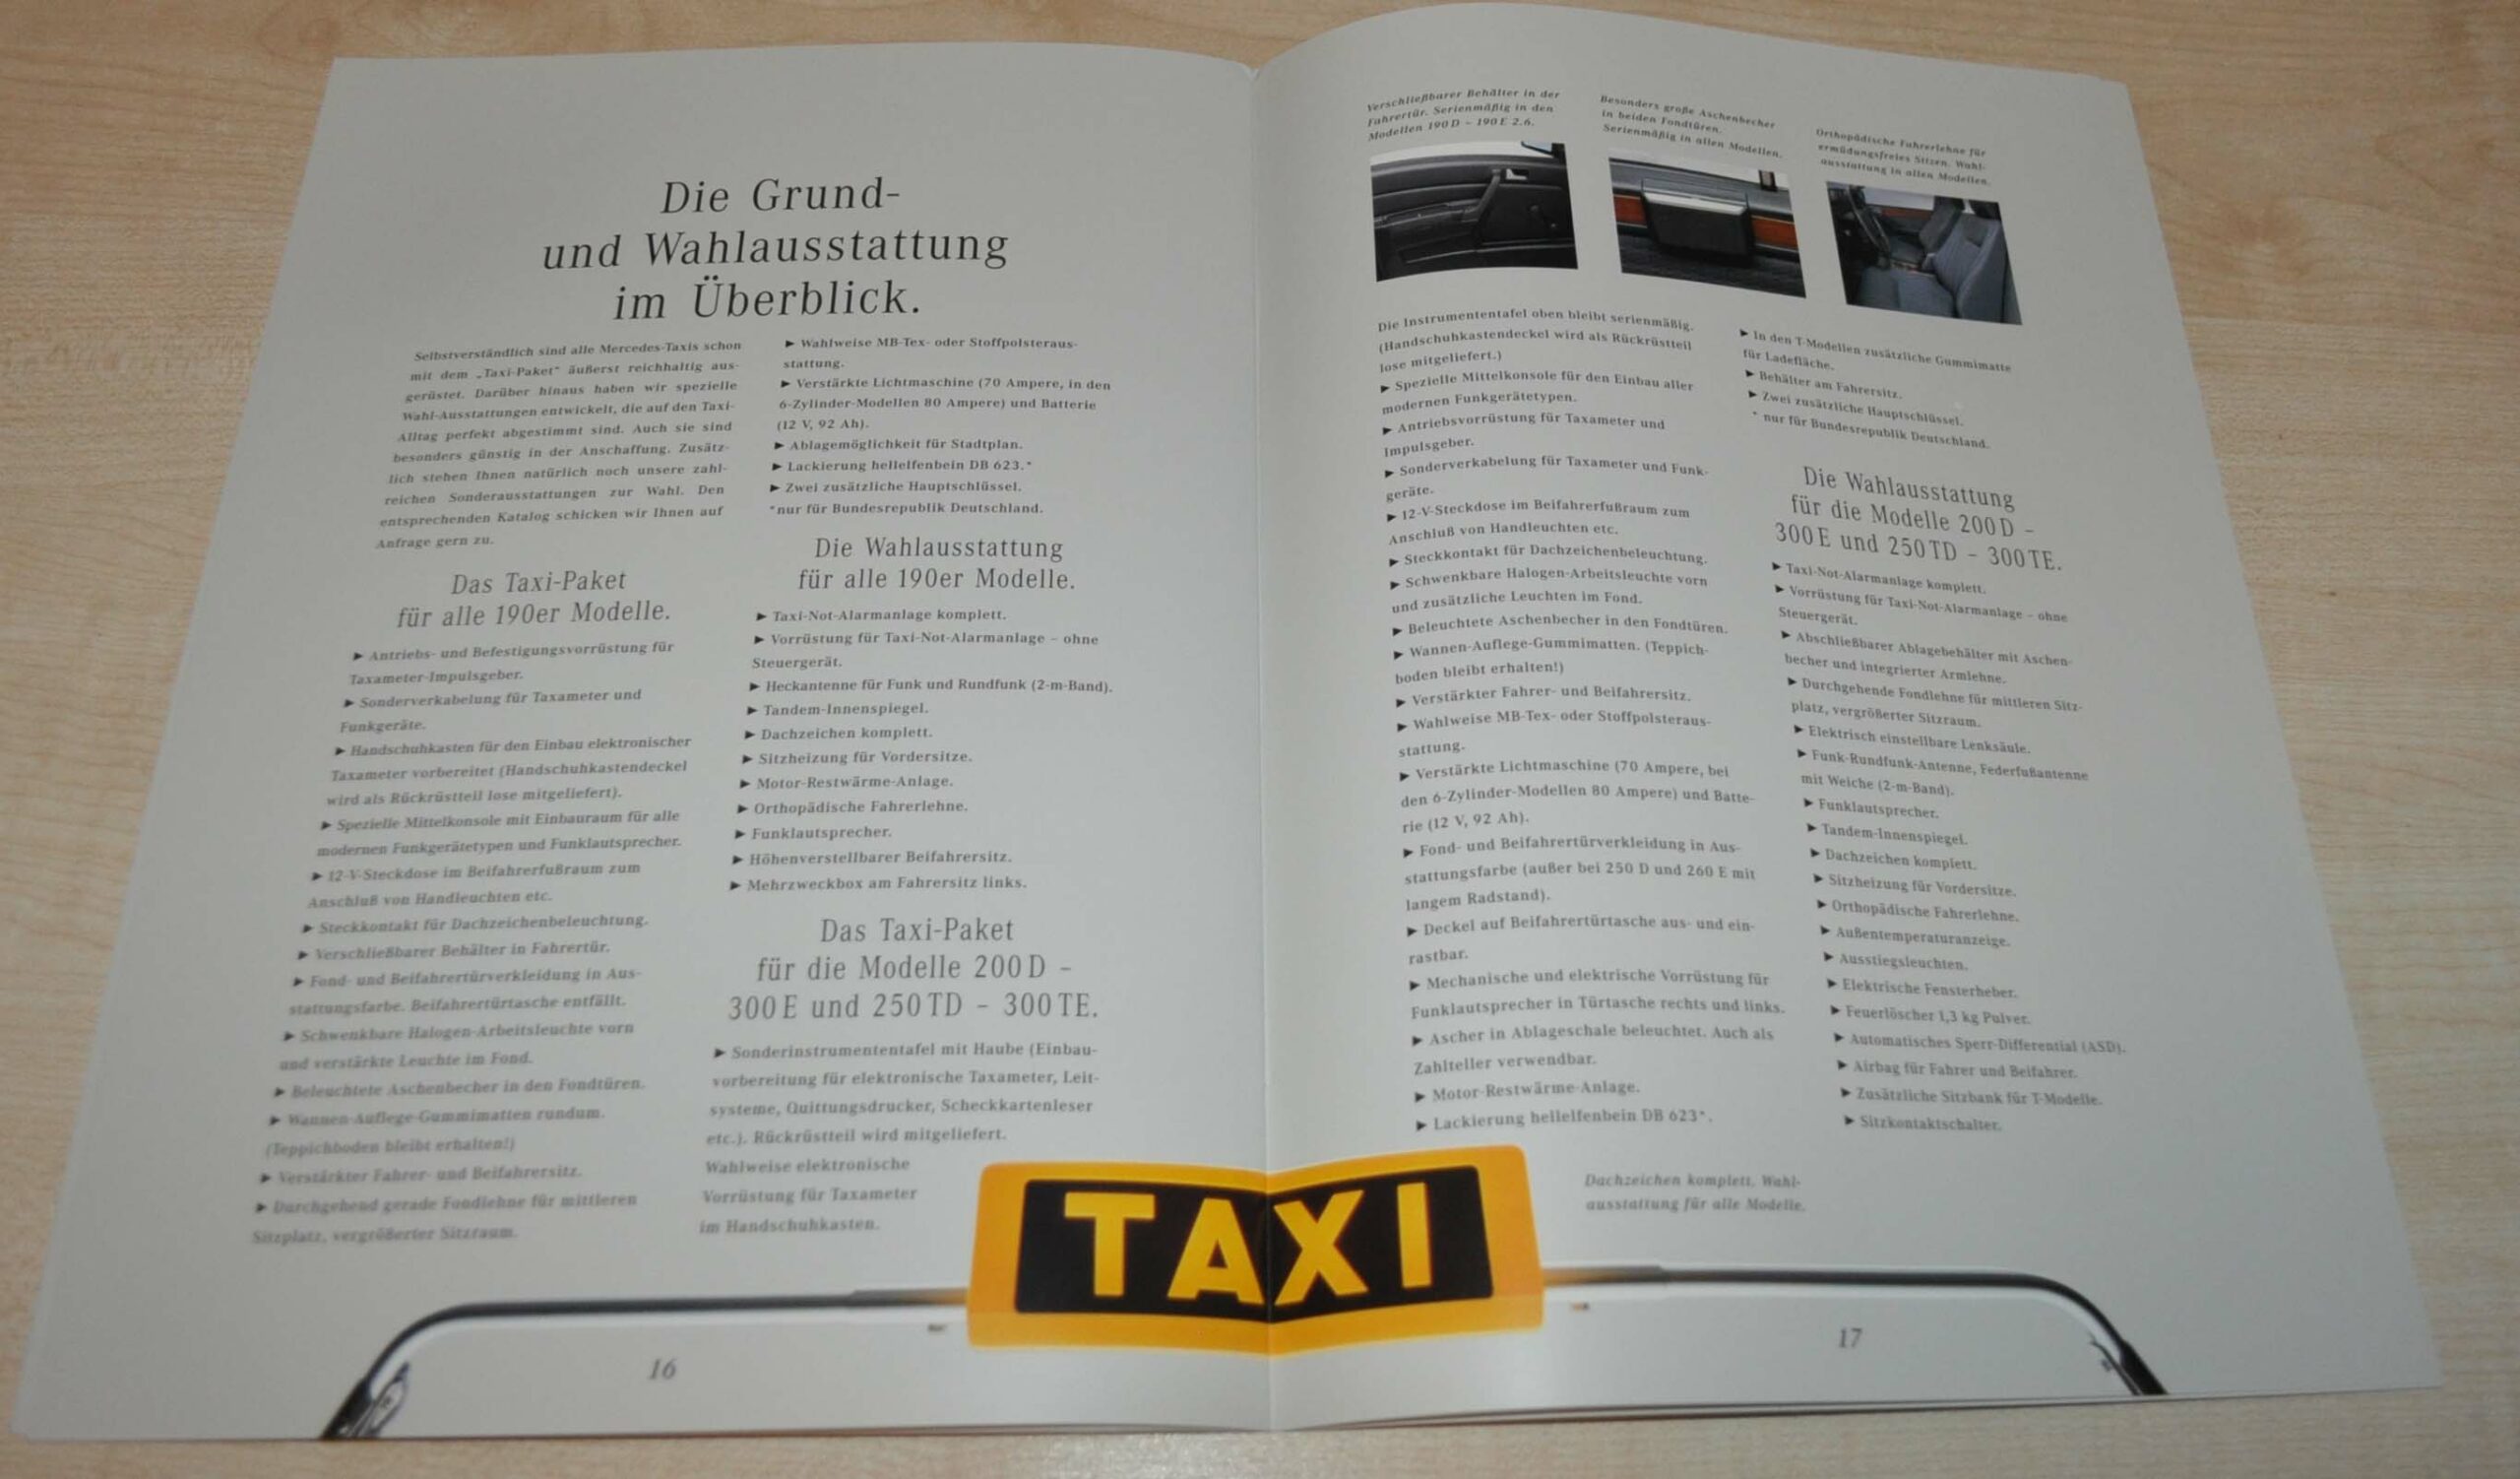 Die Grund-
und Wahlausstattung
im Überblick.
Selbstverständlich sind alle Mercedes-Taxis schon
mit dem „Taxi-Paket“ äußerst reichhaltig aus-
gerüstet. Darüber hinaus haben wir spezielle
Wahl-Ausstattungen entwickelt, die auf den Taxi-
Alltag perfekt abgestimmt sind. Auch sie sind
besonders günstig in der Anschaffung. Zusätz-
lich stehen Ihnen natürlich noch unsere zahl-
reichen Sonderausstattungen zur Wahl. Den
entsprechenden Katalog schicken wir Ihnen auf
Anfrage gern zu.
Das Taxi-Paket
für alle 190er Modelle.
► Antriebs- und Befestigungsvorrüstung für
Taxameter-Impulsgeber.
► Sonderverkabelung für Taxameter und
Funkgeräte.
► Handschuhkasten für den Einbau elektronischer
Taxameter vorbereitet (Handschuhkastendeckel
wird als Rückrüstteil lose mitgeliefert).
► Spezielle Mittelkonsole mit Einbauraum für alle
modernen Funkgerätetypen und Funklautsprecher.
► 12-V-Steckdose im Beifahrerfußraum zum
Anschluß von Handleuchten etc.
► Steckkontakt für Dachzeichenbeleuchtung.
► Verschließbarer Behälter in Fahrertür.
► Fond- und Beifahrertürverkleidung in Aus-
stattungsfarbe. Beifahrertürtasche entfällt.
► Schwenkbare Halogen-Arbeitsleuchte vorn
und verstärkte Leuchte im Fond.
► Beleuchtete Aschenbecher in den Fondtüren.
► Wannen-Auflege-Gummimatten rundum.
(Teppichboden bleibt erhalten!)
► Verstärkter Fahrer- und Beifahrersitz.
► Durchgehend gerade Fondlehne für mittleren
Sitzplatz, vergrößerter Sitzraum.
► Wahlweise MB-Tex- oder Stoffpolsteraus-
stattung.
► Verstärkte Lichtmaschine (70 Ampere, in den
6-Zylinder-Modellen 80 Ampere) und Batterie
(12 V, 92 Ah).
► Ablagemöglichkeit für Stadtplan.
► Lackierung hellelfenbein DB 623.*
► Zwei zusätzliche Hauptschlüssel.
*nur für Bundesrepublik Deutschland.
Die Wahlausstattung
für alle 190er Modelle.
► Taxi-Not-Alarmanlage komplett.
► Vorrüstung für Taxi-Not-Alarmanlage – ohne
Steuergerät.
► Heckantenne für Funk und Rundfunk (2-m-Band).
► Tandem-Innenspiegel.
► Dachzeichen komplett.
► Sitzheizung für Vordersitze.
► Motor-Restwärme-Anlage.
► Orthopädische Fahrerlehne.
► Funklautsprecher.
► Höhenverstellbarer Beifahrersitz.
► Mehrzweckbox am Fahrersitz links.
Das Taxi-Paket
für die Modelle 200 D –
300 E und 250 TD – 300 TE.
► Sonderinstrumententafel mit Haube (Einbau-
vorbereitung für elektronische Taxameter, Leit-
systeme, Quittungsdrucker, Scheckkartenleser
etc.). Rückrüstteil wird mitgeliefert.
Wahlweise elektronische
Vorrüstung für Taxameter
im Handschuhkasten.
16
Verschließbarer Behälter in der
Fahrertür. Serienmäßig in den
Modellen 190 D – 190 E 2.6.
Besonders große Aschenbecher
in beiden Fondtüren.
Serienmäßig in allen Modellen.
Orthopädische Fahrerlehne für
ermüdungsfreies Sitzen. Wahl-
ausstattung in allen Modellen.
Die Instrumententafel oben bleibt serienmäßig.
(Handschuhkastendeckel wird als Rückrüstteil
lose mitgeliefert.)
► Spezielle Mittelkonsole für den Einbau aller
modernen Funkgerätetypen.
► Antriebsvorrüstung für Taxameter und
Impulsgeber.
► Sonderverkabelung für Taxameter und Funk-
geräte.
► 12-V-Steckdose im Beifahrerfußraum zum
Anschluß von Handleuchten etc.
► Steckkontakt für Dachzeichenbeleuchtung.
► Schwenkbare Halogen-Arbeitsleuchte vorn
und zusätzliche Leuchten im Fond.
► Beleuchtete Aschenbecher in den Fondtüren.
► Wannen-Auflege-Gummimatten. (Teppich-
boden bleibt erhalten!)
► Verstärkter Fahrer- und Beifahrersitz.
► Wahlweise MB-Tex- oder Stoffpolsteraus-
stattung.
► Verstärkte Lichtmaschine (70 Ampere, bei
den 6-Zylinder-Modellen 80 Ampere) und Batte-
rie (12 V, 92 Ah).
► Fond- und Beifahrertürverkleidung in Aus-
stattungsfarbe (außer bei 250 D und 260 E mit
langem Radstand).
► Deckel auf Beifahrertürtasche aus- und ein-
rastbar.
► Mechanische und elektrische Vorrüstung für
Funklautsprecher in Türtasche rechts und links.
► Ascher in Ablageschale beleuchtet. Auch als
Zahlteller verwendbar.
► Motor-Restwärme-Anlage.
► Lackierung hellelfenbein DB 623*.
► In den T-Modellen zusätzliche Gummimatte
für Ladefläche.
► Behälter am Fahrersitz.
► Zwei zusätzliche Hauptschlüssel.
* nur für Bundesrepublik Deutschland.
Die Wahlausstattung
für die Modelle 200 D –
300 E und 250 TD – 300 TE.
► Taxi-Not-Alarmanlage komplett.
► Vorrüstung für Taxi-Not-Alarmanlage – ohne
Steuergerät.
► Abschließbarer Ablagebehälter mit Aschen-
becher und integrierter Armlehne.
► Durchgehende Fondlehne für mittleren Sitz-
platz, vergrößerter Sitzraum.
► Elektrisch einstellbare Lenksäule.
► Funk-Rundfunk-Antenne, Federfußantenne
mit Weiche (2-m-Band).
► Funklautsprecher.
► Tandem-Innenspiegel.
► Dachzeichen komplett.
► Sitzheizung für Vordersitze.
► Orthopädische Fahrerlehne.
► Außentemperaturanzeige.
► Ausstiegsleuchten.
► Elektrische Fensterheber.
► Feuerlöscher 1,3 kg Pulver.
► Automatisches Sperr-Differential (ASD).
► Airbag für Fahrer und Beifahrer.
► Zusätzliche Sitzbank für T-Modelle.
► Sitzkontaktschalter.
Dachzeichen komplett. Wahl-
ausstattung für alle Modelle.
TAXI
17